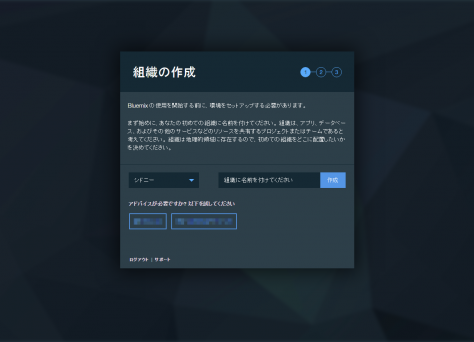 組織の作成
1 2 3
Bluemix の使用を開始する前に、環境をセットアップする必要があります。
まず始めに、あなたの初めての組織に名前を付けてください。組織は、アプリ、データベー
ス、およびその他のサービスなどのリソースを共有するプロジェクトまたはチームであると
考えてください。組織は地理的領域に存在するので、初めての組織をどこに配置したいか
を決めてください。
シドニー 組織に名前を付けてください 作成
アドバイスが必要ですか? 以下を試してください
ログアウト | サポート